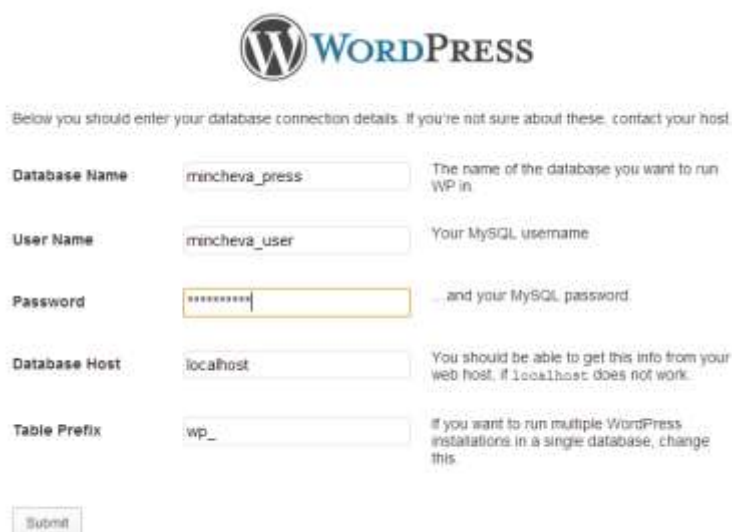 WORDPRESS
Below you should enter your database connection details. If you're not sure about these, contact your host.
Database Name
mincheva_press
The name of the database you want to run
WP in.
User Name
mincheva_user
Your MySQL username
Password
**********
...and your MySQL password.
Database Host
localhost
You should be able to get this info from your
web host, if localhost does not work.
Table Prefix
wp_
If you want to run multiple WordPress
installations in a single database, change
this.
Submit